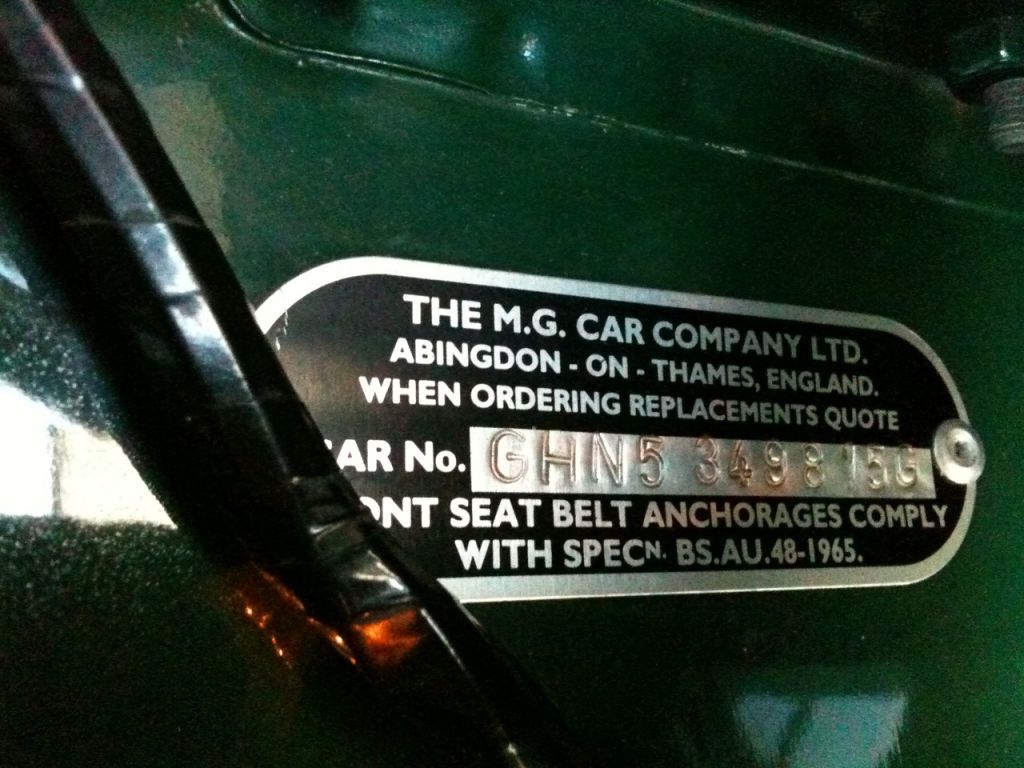 THE M.G. CAR COMPANY LTD.
ABINGDON - ON - THAMES, ENGLAND.
WHEN ORDERING REPLACEMENTS QUOTE
AR No. GHN5 349815G
ONT SEAT BELT ANCHORAGES COMPLY
WITH SPECN. BS.AU.48-1965.